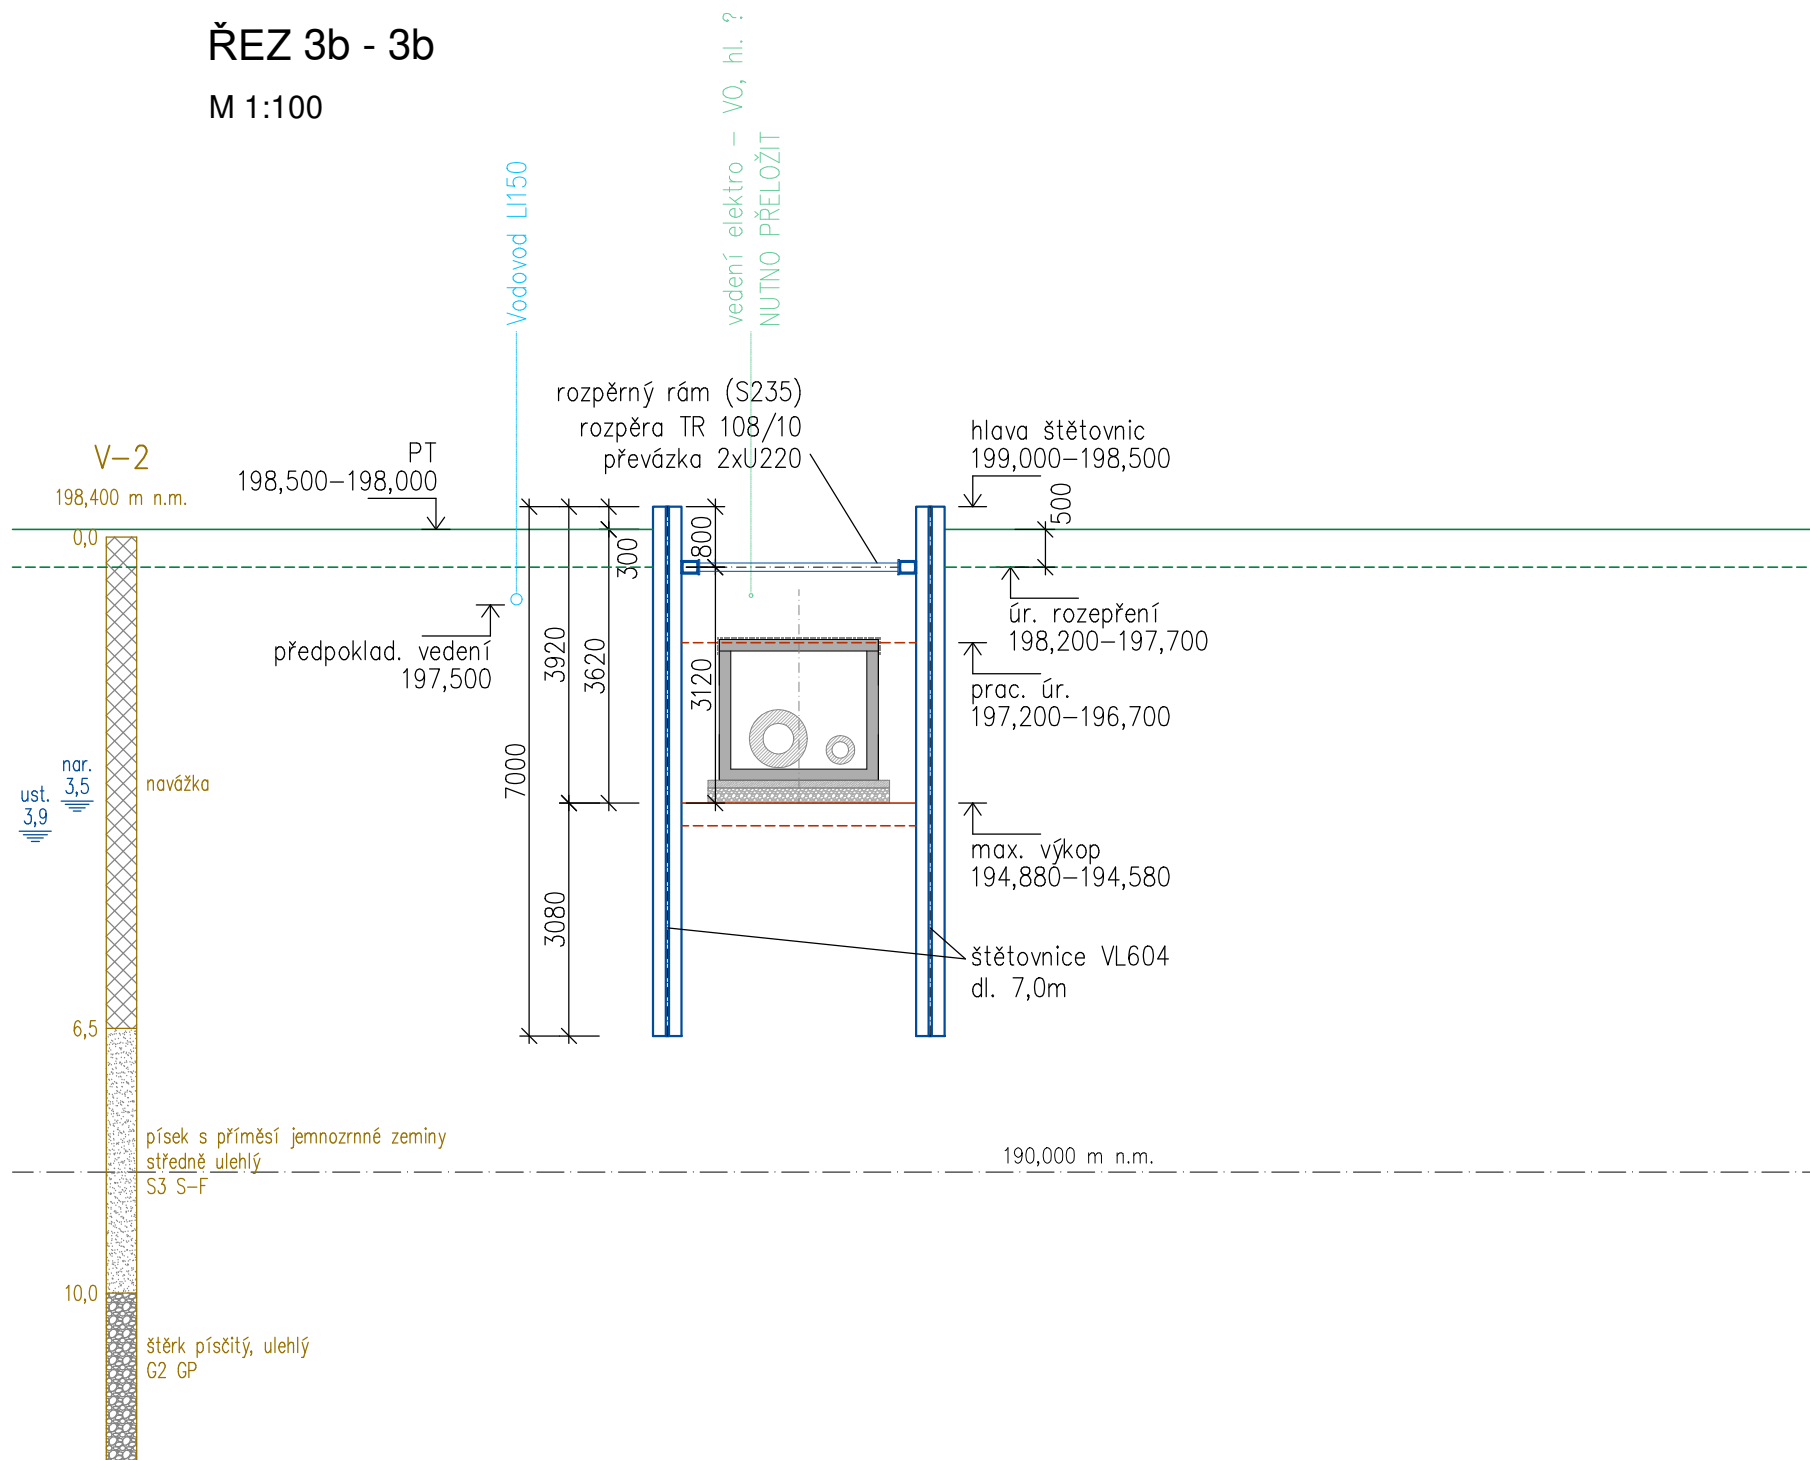 ŘEZ 3b - 3b
M 1:100
Vodovod LI150
vedení elektro – VO, hl. ?
NUTNO PŘELOŽIT
rozpěrný rám (S235)
rozpěra TR 108/10
převázka 2xU220
hlava štětovnic
199,000–198,500
V–2
198,400 m n.m.
PT
198,500–198,000
500
800
300
0,0
úr. rozepření
198,200–197,700
předpoklad. vedení
197,500
3920
3620
3120
prac. úr.
197,200–196,700
7000
nar.
3,5
ust.
3,9
navážka
max. výkop
194,880–194,580
3080
štětovnice VL604
dl. 7,0m
6,5
písek s příměsí jemnozrnné zeminy
středně ulehlý
S3 S–F
190,000 m n.m.
10,0
štěrk písčitý, ulehlý
G2 GP